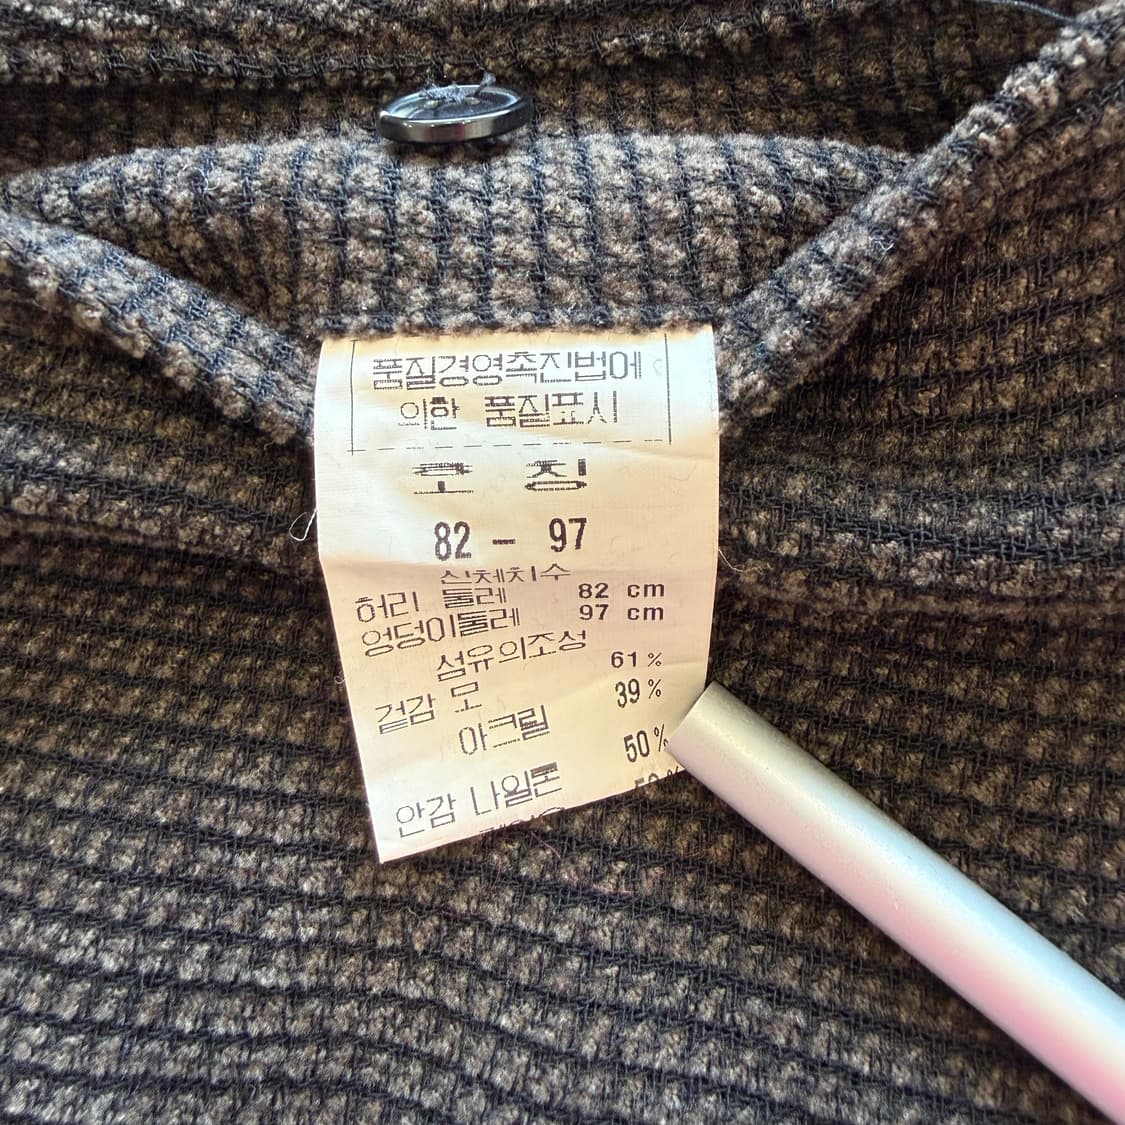 품질경영촉진법에
의한 품질표시
호칭
82 - 97
신체치수
허리 둘레 82 cm
엉덩이둘레 97 cm
섬유의조성
겉감 모 61 %
아크릴 39 %
안감 나일론 50 %